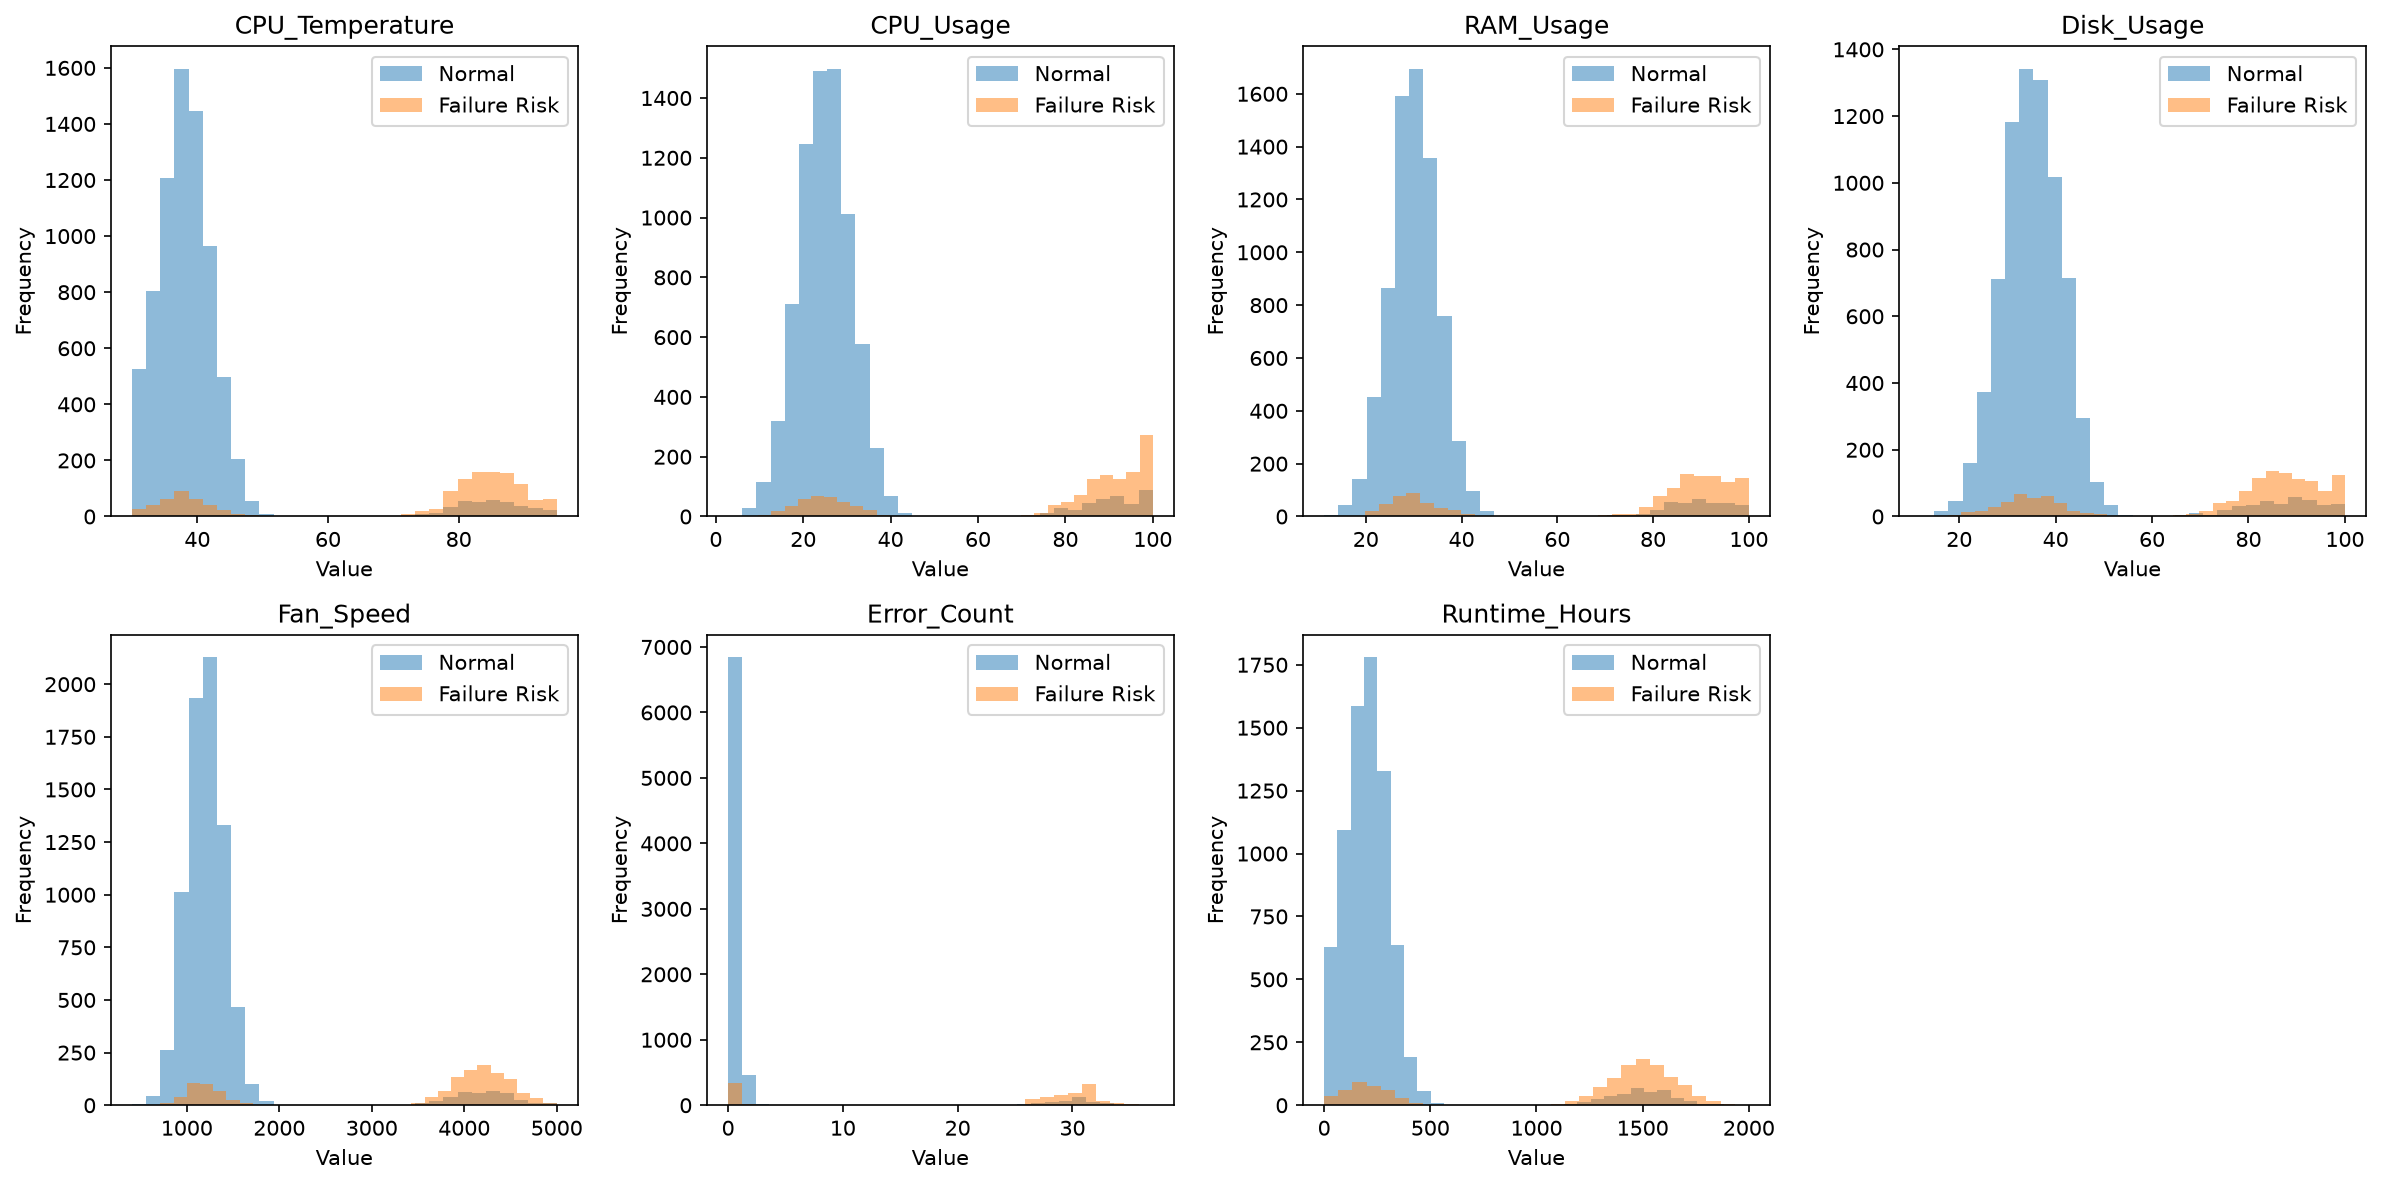 CPU_Temperature
Normal
Failure Risk
1600
1400
1200
1000
800
600
400
200
0
40
60
80
Frequency
Value
CPU_Usage
Normal
Failure Risk
1400
1200
1000
800
600
400
200
0
0
20
40
60
80
100
Frequency
Value
RAM_Usage
Normal
Failure Risk
1600
1400
1200
1000
800
600
400
200
0
20
40
60
80
100
Frequency
Value
Disk_Usage
Normal
Failure Risk
1400
1200
1000
800
600
400
200
0
20
40
60
80
100
Frequency
Value
Fan_Speed
Normal
Failure Risk
2000
1750
1500
1250
1000
750
500
250
0
1000
2000
3000
4000
5000
Frequency
Value
Error_Count
Normal
Failure Risk
7000
6000
5000
4000
3000
2000
1000
0
0
10
20
30
Frequency
Value
Runtime_Hours
Normal
Failure Risk
1750
1500
1250
1000
750
500
250
0
0
500
1000
1500
2000
Frequency
Value